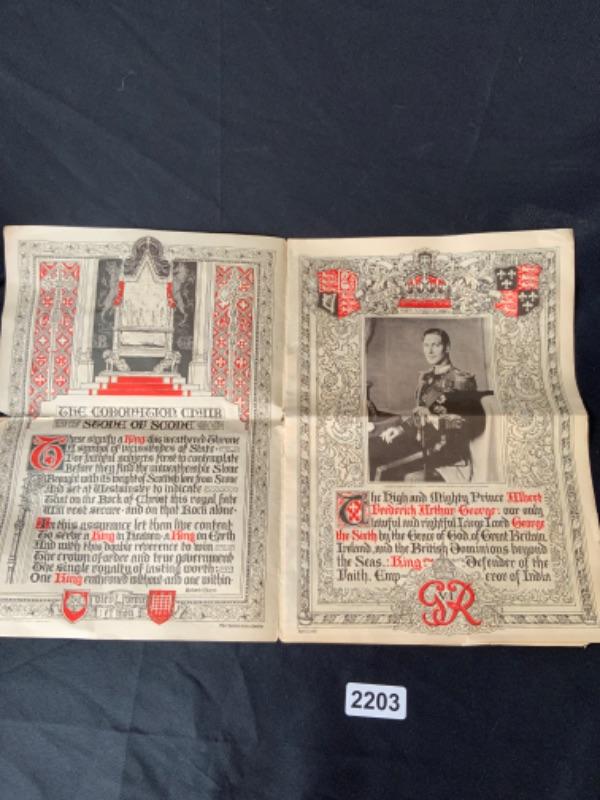 THE CORONATION CHAIR
STONE OF SCONE
These signify a King: this weathered Throne
A symbol of vicissitudes of State
For faithful subjects first to contemplate
Before they find the unweatherable Stone
Brought with its weight of Scottish lore from Scone
And set at Westminster to indicate
That on the Rock of Christ this royal fate
Will rest secure and on that Rock alone
In this assurance let them live content
To serve a King in Heaven a King on Earth
And with this double reverence to win
The crown of order and true government
The single royalty of lasting worth
One King enthroned without and one within
The High and Mighty Prince Albert
Frederick Arthur George: our only
lawful and rightful Liege Lord George
the Sixth by the Grace of God, of Great Britain,
Ireland, and the British Dominions beyond
the Seas: King Defender of the
Faith, Emp eror of India
GVIR
2203